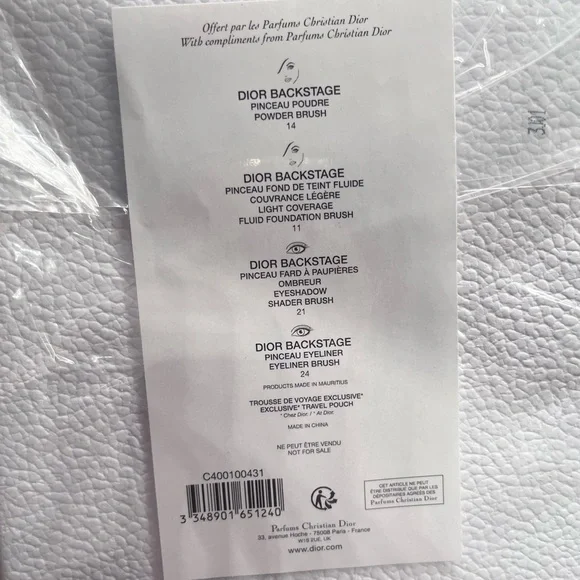 Offert par les Parfums Christian Dior
With compliments from Parfums Christian Dior
DIOR BACKSTAGE
PINCEAU POUDRE
POWDER BRUSH
14
DIOR BACKSTAGE
PINCEAU FOND DE TEINT FLUIDE
COUVRANCE LÉGÈRE
LIGHT COVERAGE
FLUID FOUNDATION BRUSH
11
DIOR BACKSTAGE
PINCEAU FARD À PAUPIÈRES
OMBREUR
EYESHADOW
SHADER BRUSH
21
DIOR BACKSTAGE
PINCEAU EYELINER
EYELINER BRUSH
24
PRODUCTS MADE IN MAURITIUS
TROUSSE DE VOYAGE EXCLUSIVE*
EXCLUSIVE* TRAVEL POUCH
* Chez Dior. / * At Dior.
MADE IN CHINA
NE PEUT ÊTRE VENDU
NOT FOR SALE
C400100431
3 348901 651240
CET ARTICLE NE PEUT
ÊTRE DISTRIBUÉ QUE PAR LES
DÉPOSITAIRES AGRÉÉS DES
PARFUMS Christian Dior
Parfums Christian Dior
33, avenue Hoche - 75008 Paris - France
W1S 2UE, UK
www.dior.com